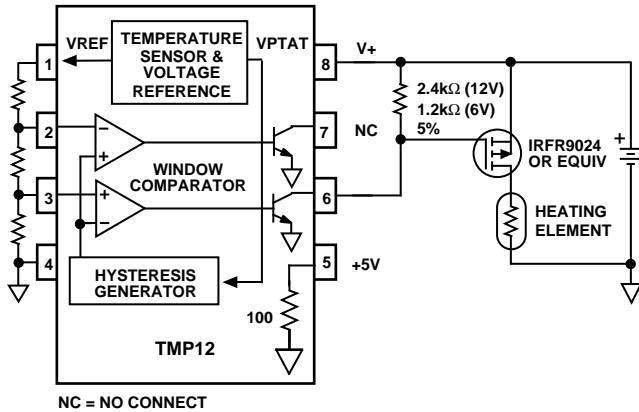 VREF
TEMPERATURE
SENSOR &
VOLTAGE
REFERENCE
VPTAT
1
8
V+
2.4kΩ (12V)
1.2kΩ (6V)
5%
2
7
NC
–
+
WINDOW
COMPARATOR
IRFR9024
OR EQUIV
+
3
6
+
–
HEATING
ELEMENT
4
5
+5V
HYSTERESIS
GENERATOR
100
TMP12
NC = NO CONNECT